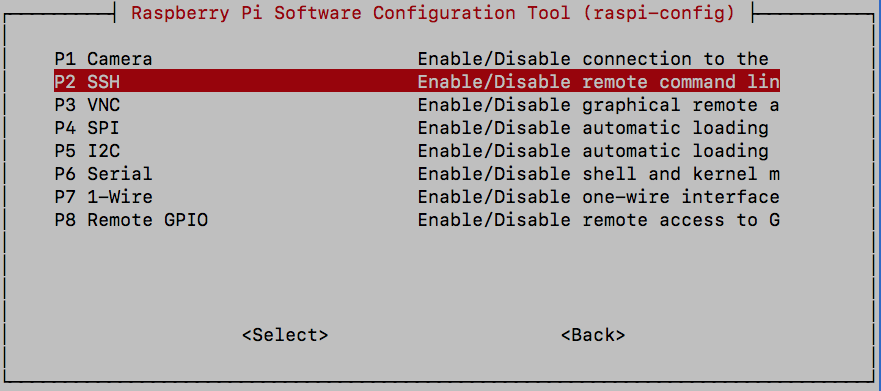 Raspberry Pi Software Configuration Tool (raspi-config)
P1 Camera Enable/Disable connection to the
P2 SSH Enable/Disable remote command lin
P3 VNC Enable/Disable graphical remote a
P4 SPI Enable/Disable automatic loading
P5 I2C Enable/Disable automatic loading
P6 Serial Enable/Disable shell and kernel m
P7 1-Wire Enable/Disable one-wire interface
P8 Remote GPIO Enable/Disable remote access to G
<Select> <Back>